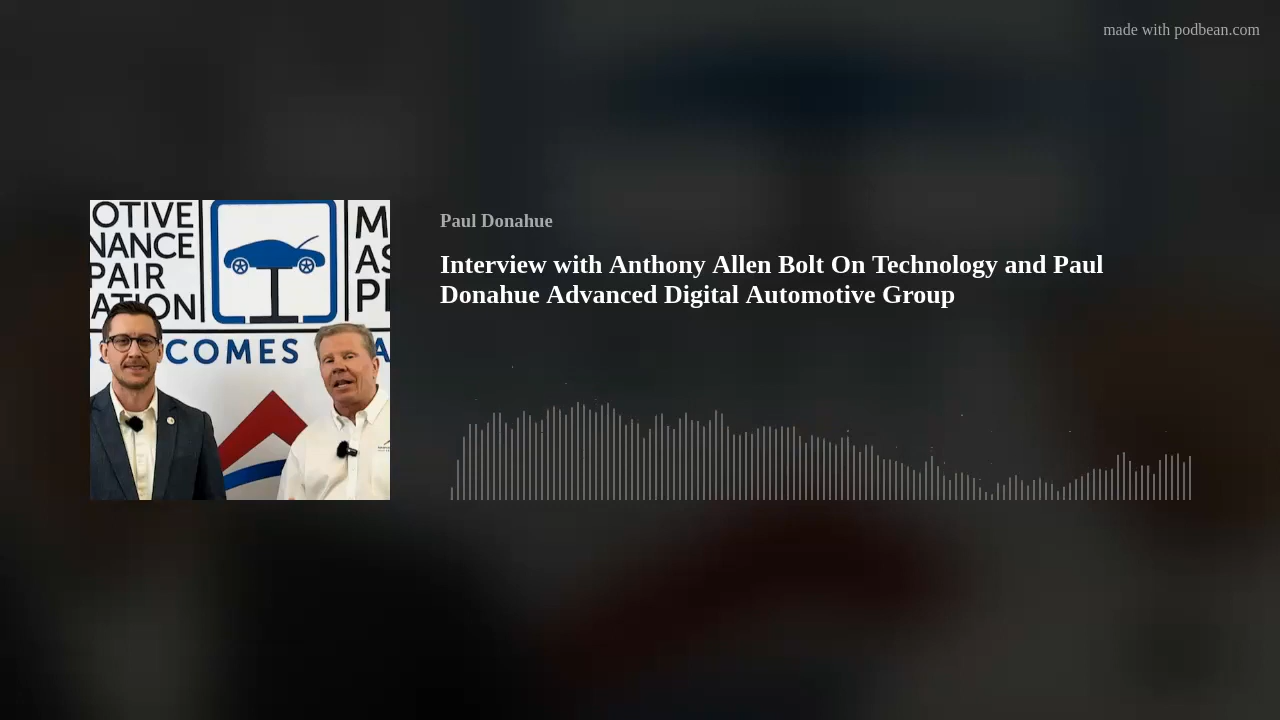 made with podbean.com
OTIVE
NANCE
PAIR
ATION
M
AS
P
COMES
A
Paul Donahue
Interview with Anthony Allen Bolt On Technology and Paul
Donahue Advanced Digital Automotive Group